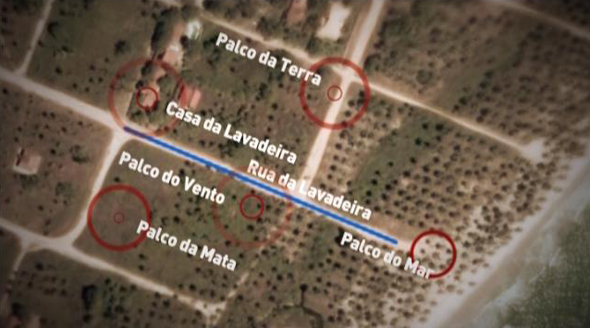 Palco da Terra
Casa da Lavadeira
Rua da Lavadeira
Palco do Vento
Palco da Mata
Palco do Mar